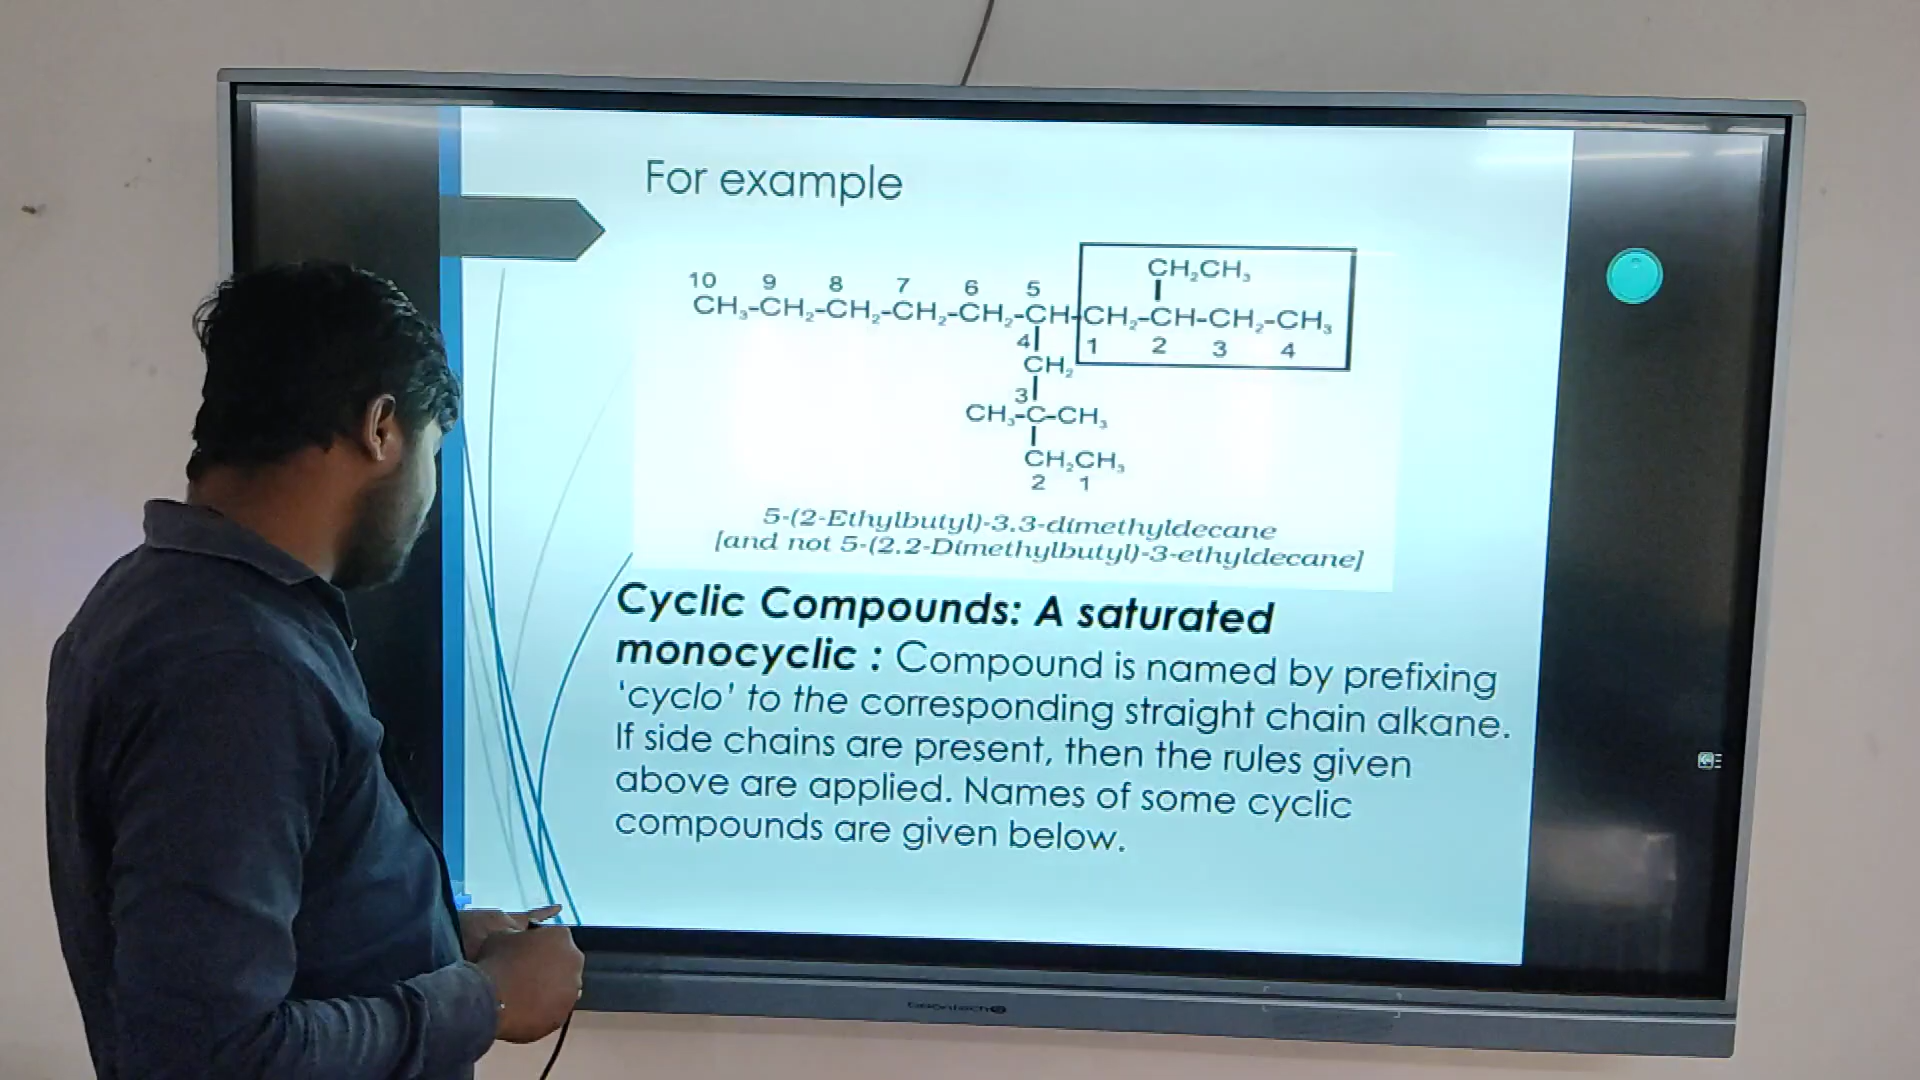 For example
CH₂CH₃
10 9 8 7 6 5
CH₃-CH₂-CH₂-CH₂-CH₂-CH-CH₂-CH-CH₂-CH₃
4 1 2 3 4
CH₂
3
CH₃-C-CH₃
CH₂CH₃
2 1
5-(2-Ethylbutyl)-3,3-dimethyldecane
[and not 5-(2,2-Dimethylbutyl)-3-ethyldecane]
Cyclic Compounds: A saturated
monocyclic : Compound is named by prefixing
‘cyclo’ to the corresponding straight chain alkane.
If side chains are present, then the rules given
above are applied. Names of some cyclic
compounds are given below.